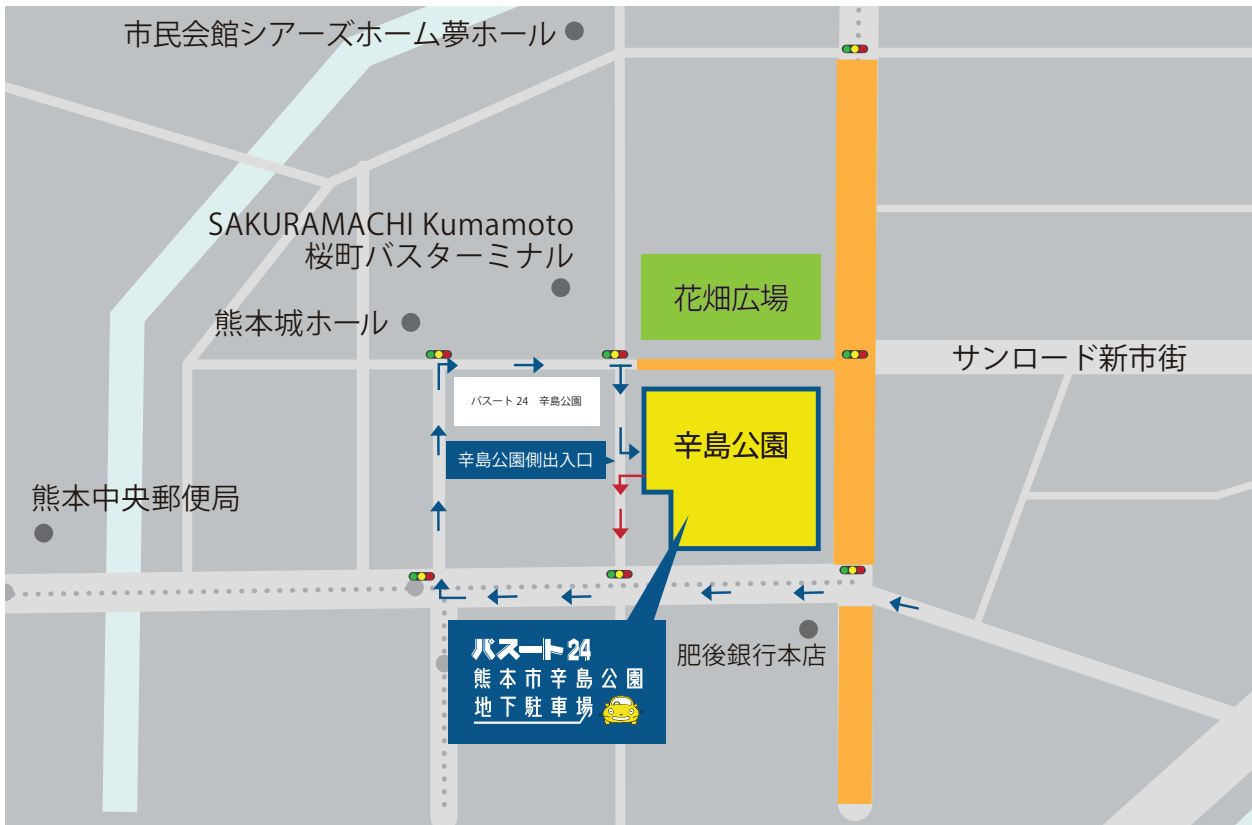 市民会館シアーズホーム夢ホール
SAKURAMACHI Kumamoto
桜町バスターミナル
花畑広場
熊本城ホール
サンロード新市街
パスート 24　辛島公園
辛島公園
辛島公園側出入口
熊本中央郵便局
パスート24
熊本市辛島公園
地下駐車場
肥後銀行本店